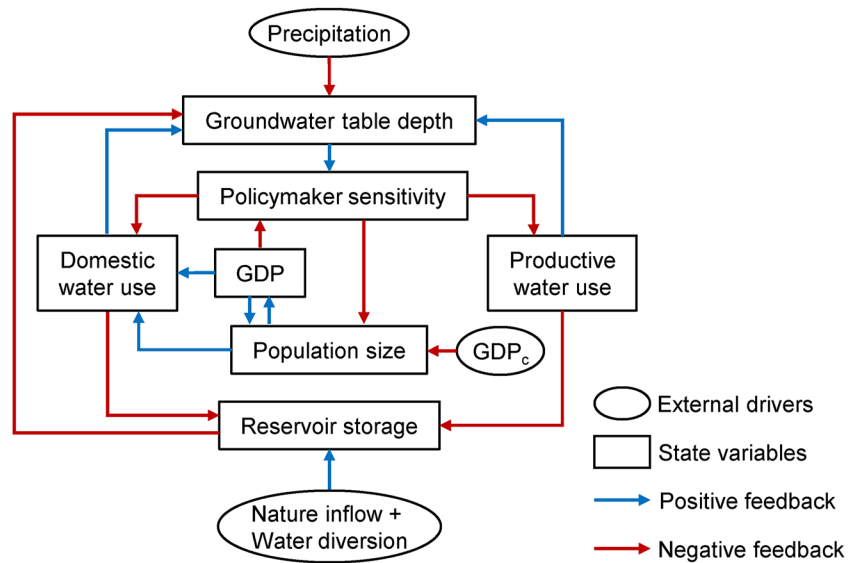 Precipitation
Groundwater table depth
Policymaker sensitivity
Domestic
water use
GDP
Productive
water use
Population size
GDPc
Reservoir storage
Nature inflow +
Water diversion
External drivers
State variables
Positive feedback
Negative feedback